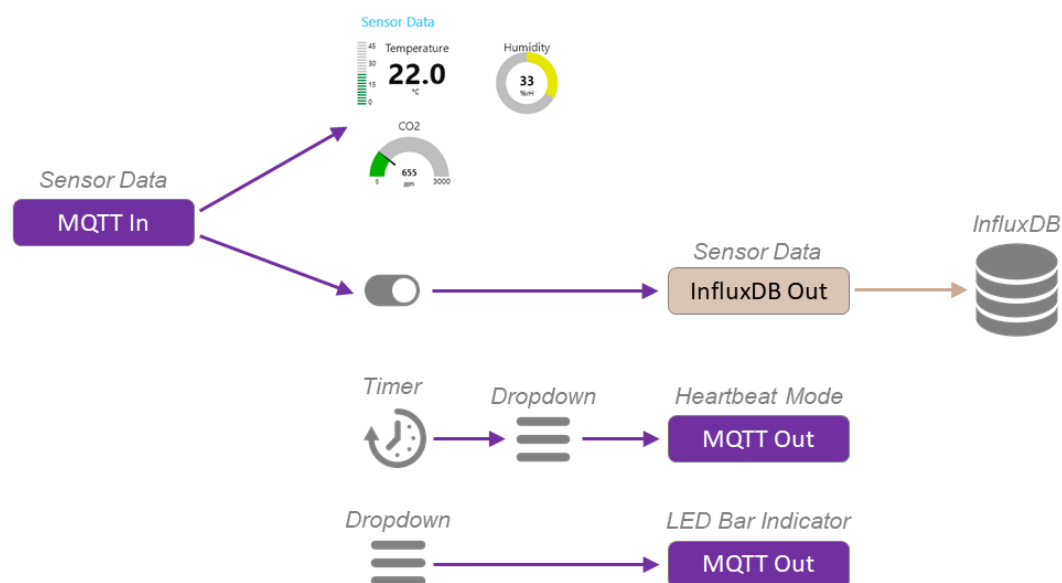 Sensor Data
45
30
15
0
Temperature
22.0
°C
Humidity
33
%rH
CO2
655
ppm
0
3000
Sensor Data
MQTT In
Sensor Data
InfluxDB Out
InfluxDB
Timer
Dropdown
Heartbeat Mode
MQTT Out
Dropdown
LED Bar Indicator
MQTT Out